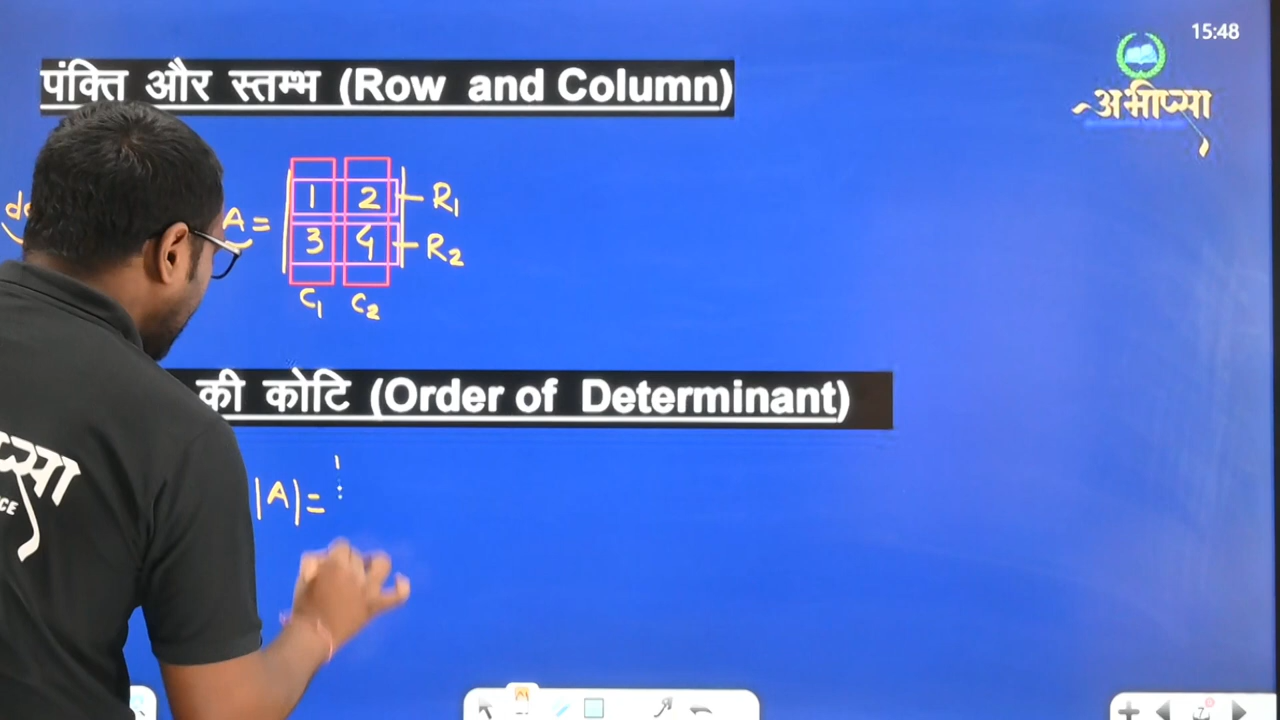 15:48
पंक्ति और स्तम्भ (Row and Column)
अभीप्सा
A = | 1 2 | - R₁
| 3 4 | - R₂
C₁ C₂
की कोटि (Order of Determinant)
|A| =